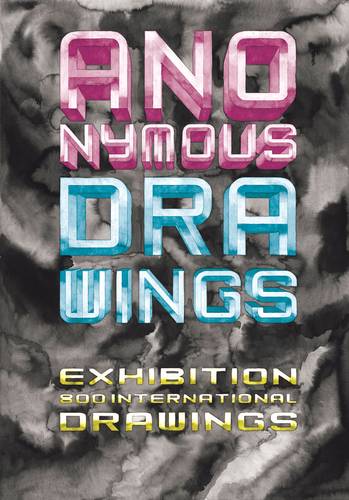 ANO
NYMOUS
DRA
WINGS
EXHIBITION
800 INTERNATIONAL
DRAWINGS